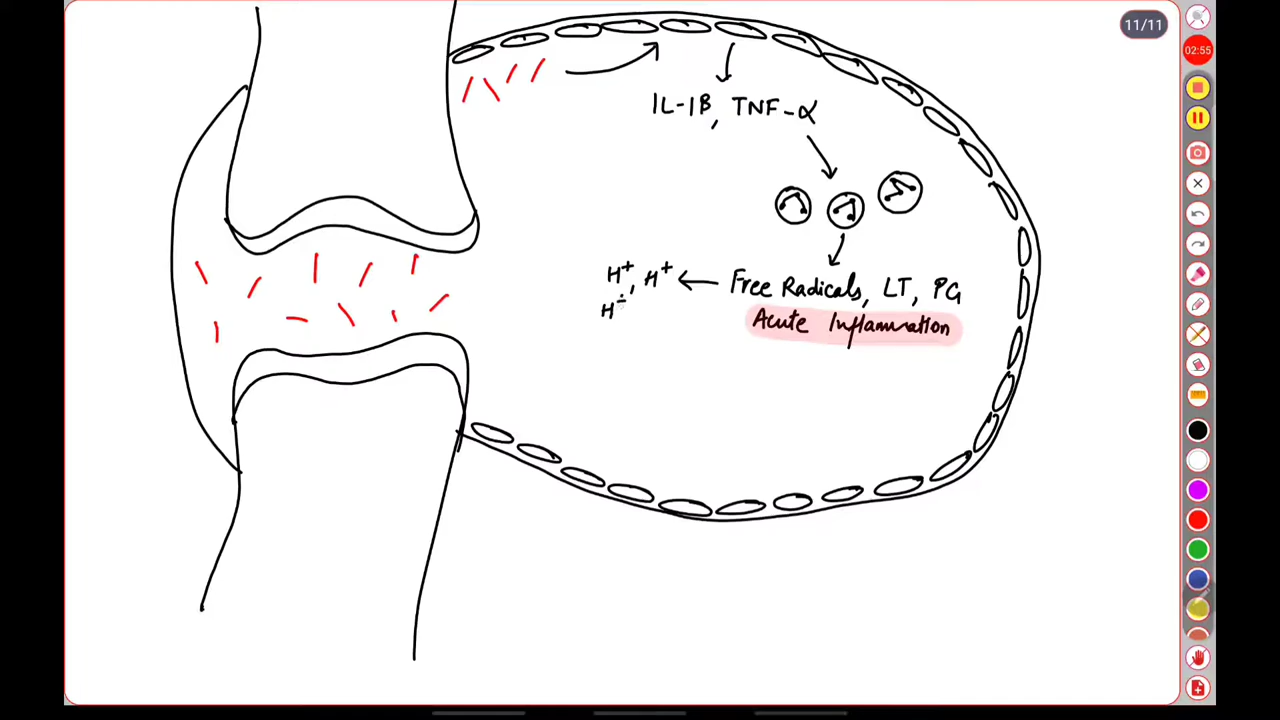 11/11
02:55
IL-1β, TNF-α
H⁺, H⁺ ← Free Radicals, LT, PG
H⁺
Acute Inflammation